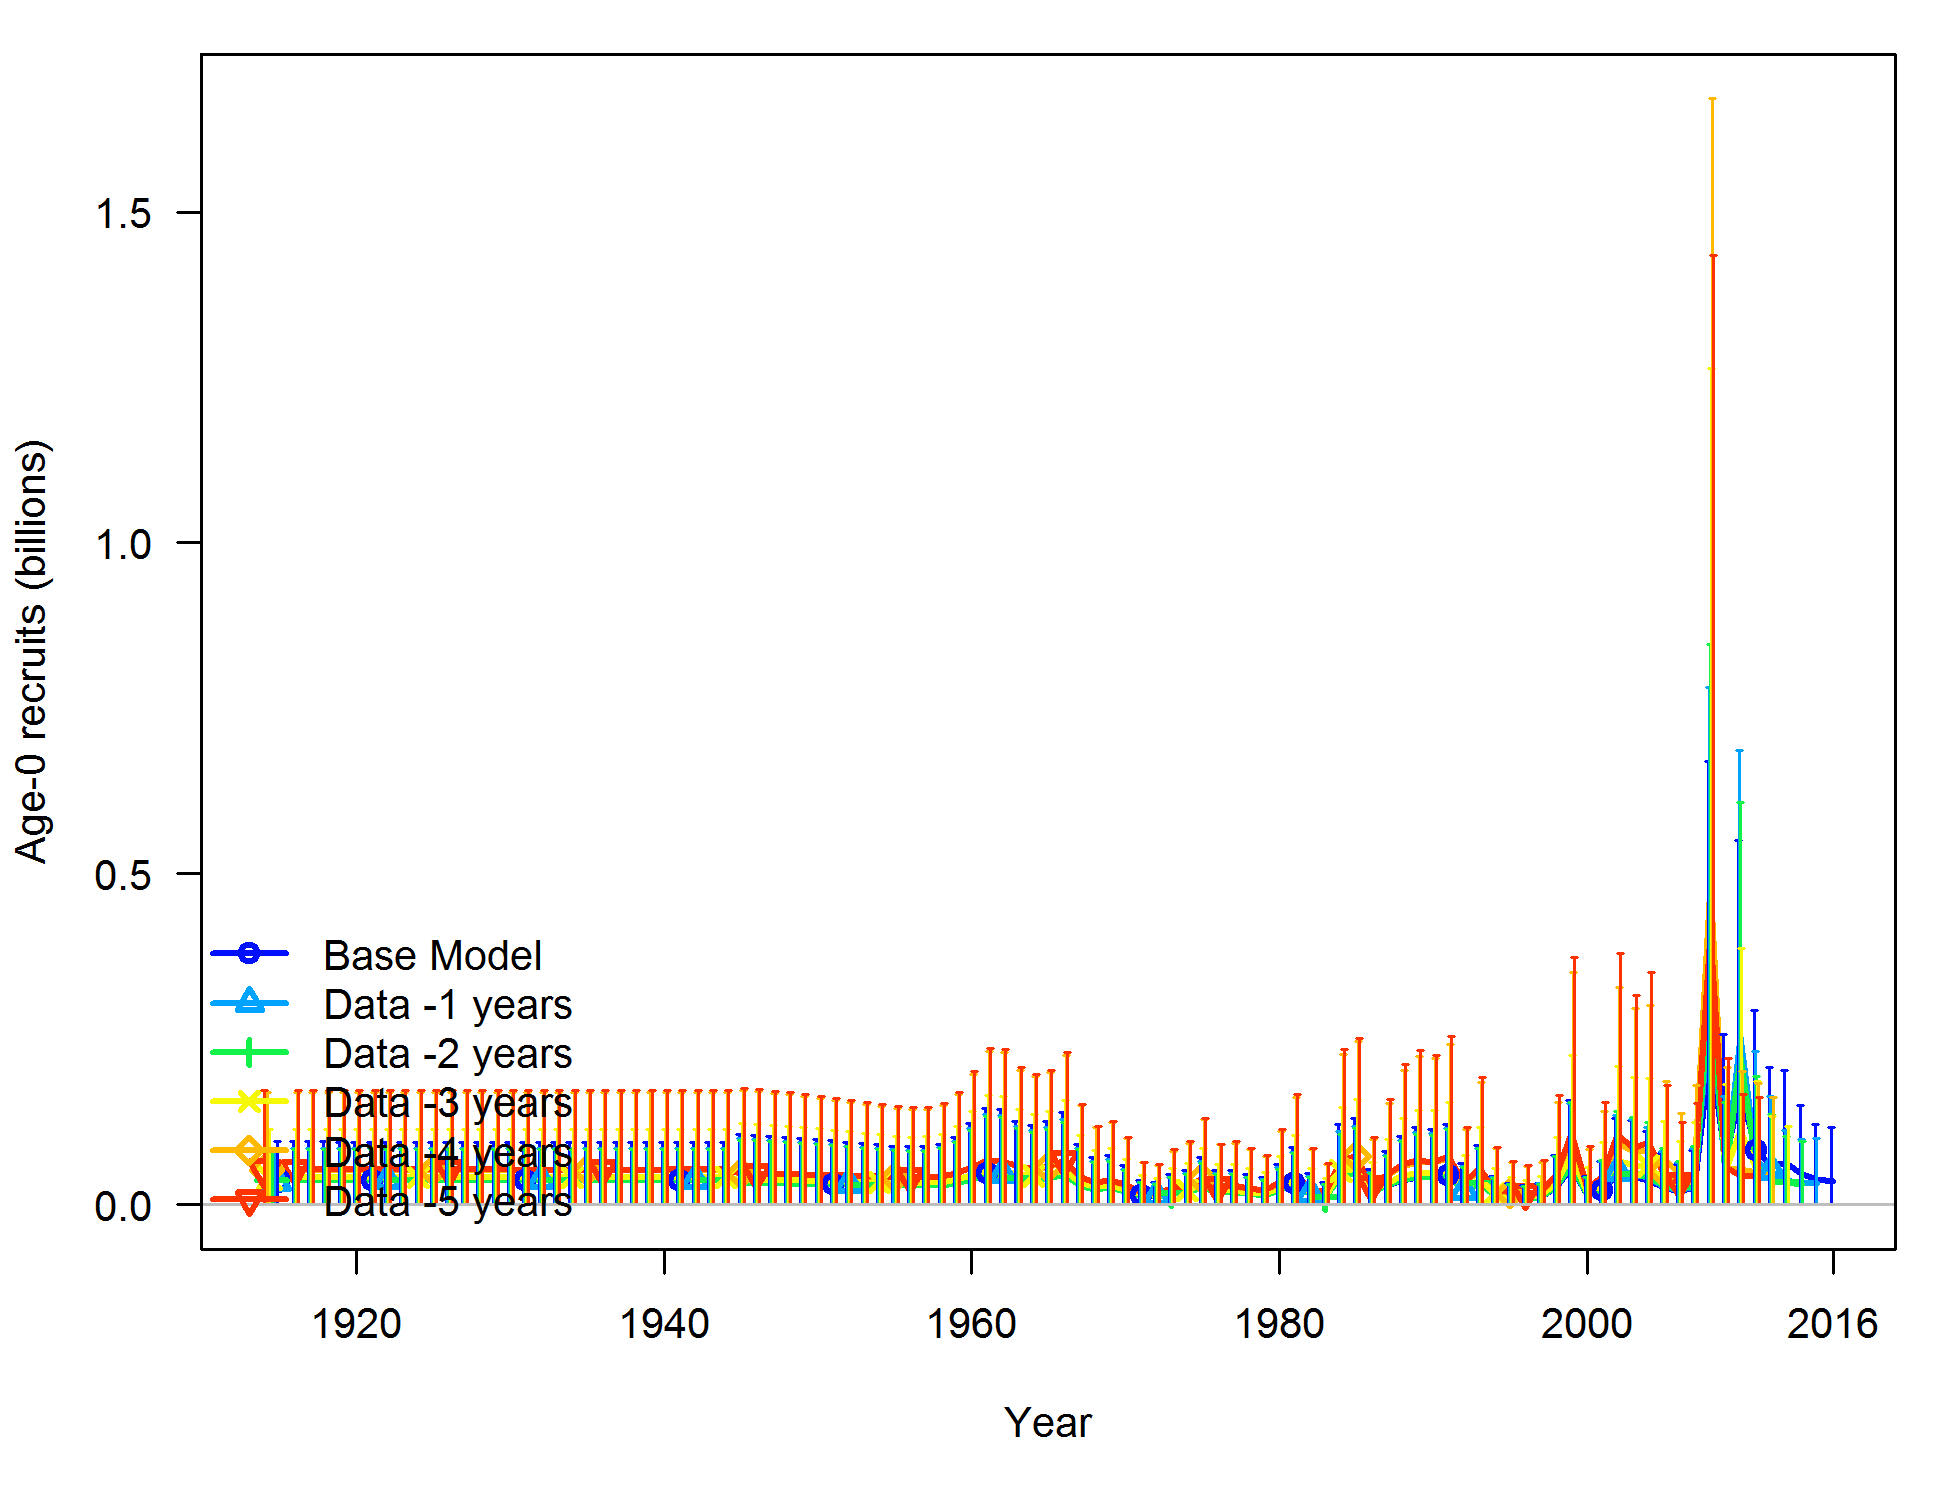 1.5
1.0
0.5
0.0
Age-0 recruits (billions)
Base Model
Data -1 years
Data -2 years
Data -3 years
Data -4 years
Data -5 years
1920 1940 1960 1980 2000 2016
Year